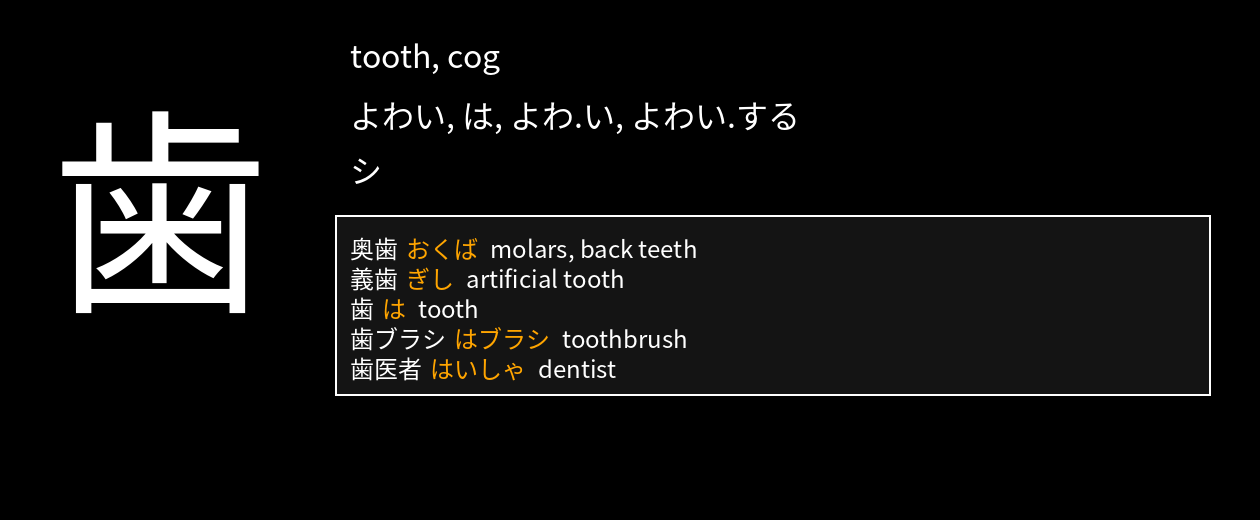 歯
tooth, cog
よわい, は, よわ.い, よわい.する
シ
奥歯 おくば molars, back teeth
義歯 ぎし artificial tooth
歯 は tooth
歯ブラシ はブラシ toothbrush
歯医者 はいしゃ dentist